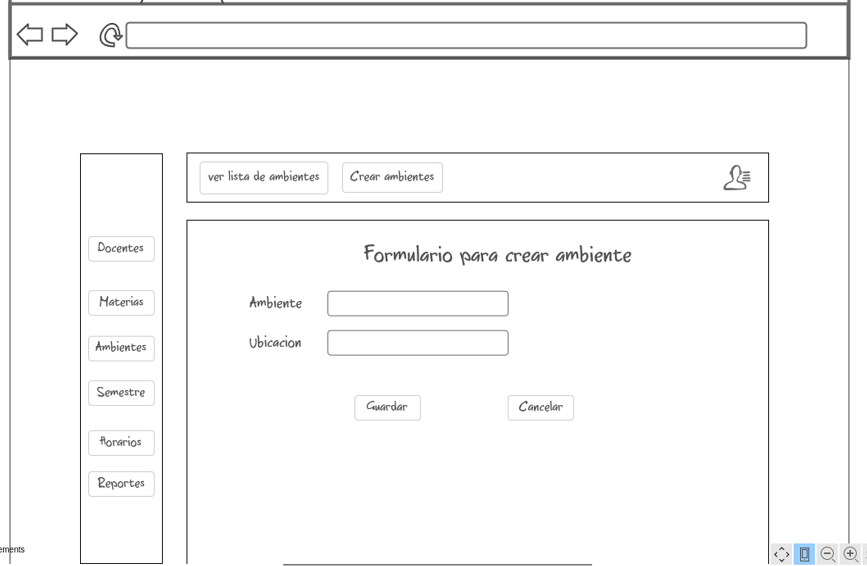 ver lista de ambientes
Crear ambientes
Docentes
Materias
Ambientes
Semestre
Horarios
Reportes
Formulario para crear ambiente
Ambiente
Ubicacion
Guardar
Cancelar
ements